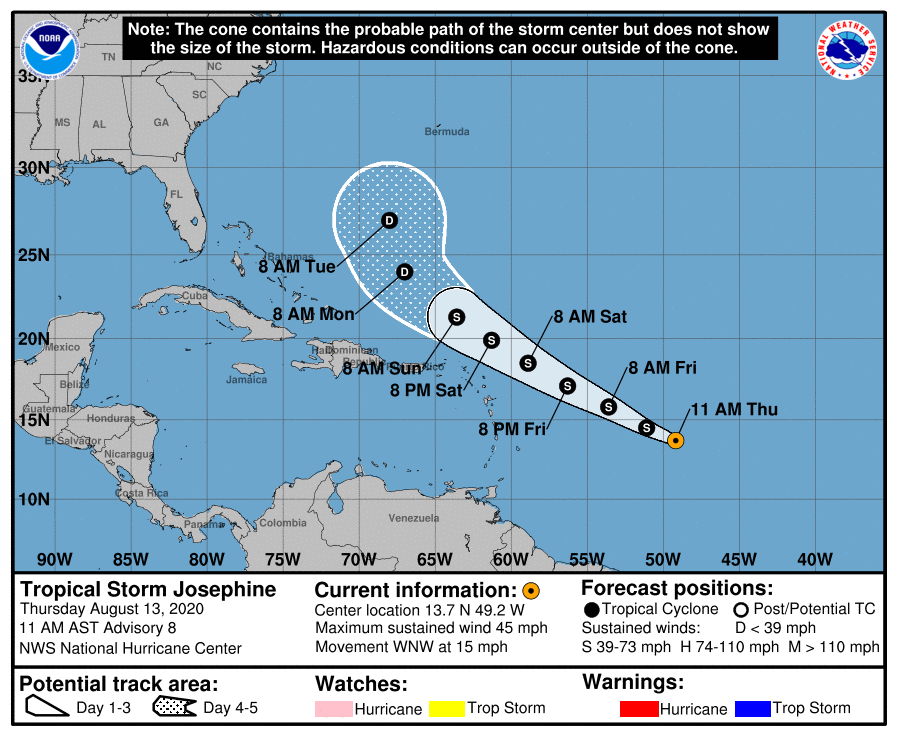 Note: The cone contains the probable path of the storm center but does not show
the size of the storm. Hazardous conditions can occur outside of the cone.
NOAA
NATIONAL WEATHER SERVICE
TN
NC
35N
SC
MS
AL
GA
Bermuda
30N
FL
D
25N
Bahamas
8 AM Tue
D
Cuba
8 AM Mon
S
8 AM Sat
20N
S
Mexico
Dominican
Republic
S
8 AM Sun
8 AM Fri
Jamaica
Belize
8 PM Sat
S
Guatemala
S
11 AM Thu
15N
Honduras
8 PM Fri
S
El Salvador
Nicaragua
10N
Costa Rica
Panama
Colombia
Venezuela
90W 85W 80W 75W 70W 65W 60W 55W 50W 45W 40W
Tropical Storm Josephine
Thursday August 13, 2020
11 AM AST Advisory 8
NWS National Hurricane Center
Current information:
Center location 13.7 N 49.2 W
Maximum sustained wind 45 mph
Movement WNW at 15 mph
Forecast positions:
Tropical Cyclone Post/Potential TC
Sustained winds: D < 39 mph
S 39-73 mph H 74-110 mph M > 110 mph
Potential track area:
Day 1-3 Day 4-5
Watches:
Hurricane Trop Storm
Warnings:
Hurricane Trop Storm